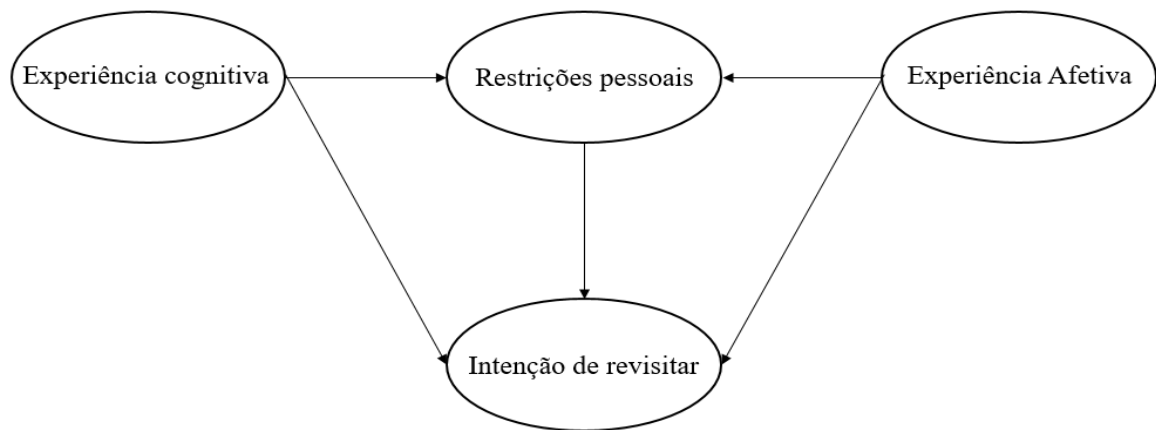 Experiência cognitiva
Restrições pessoais
Experiência Afetiva
Intenção de revisitar